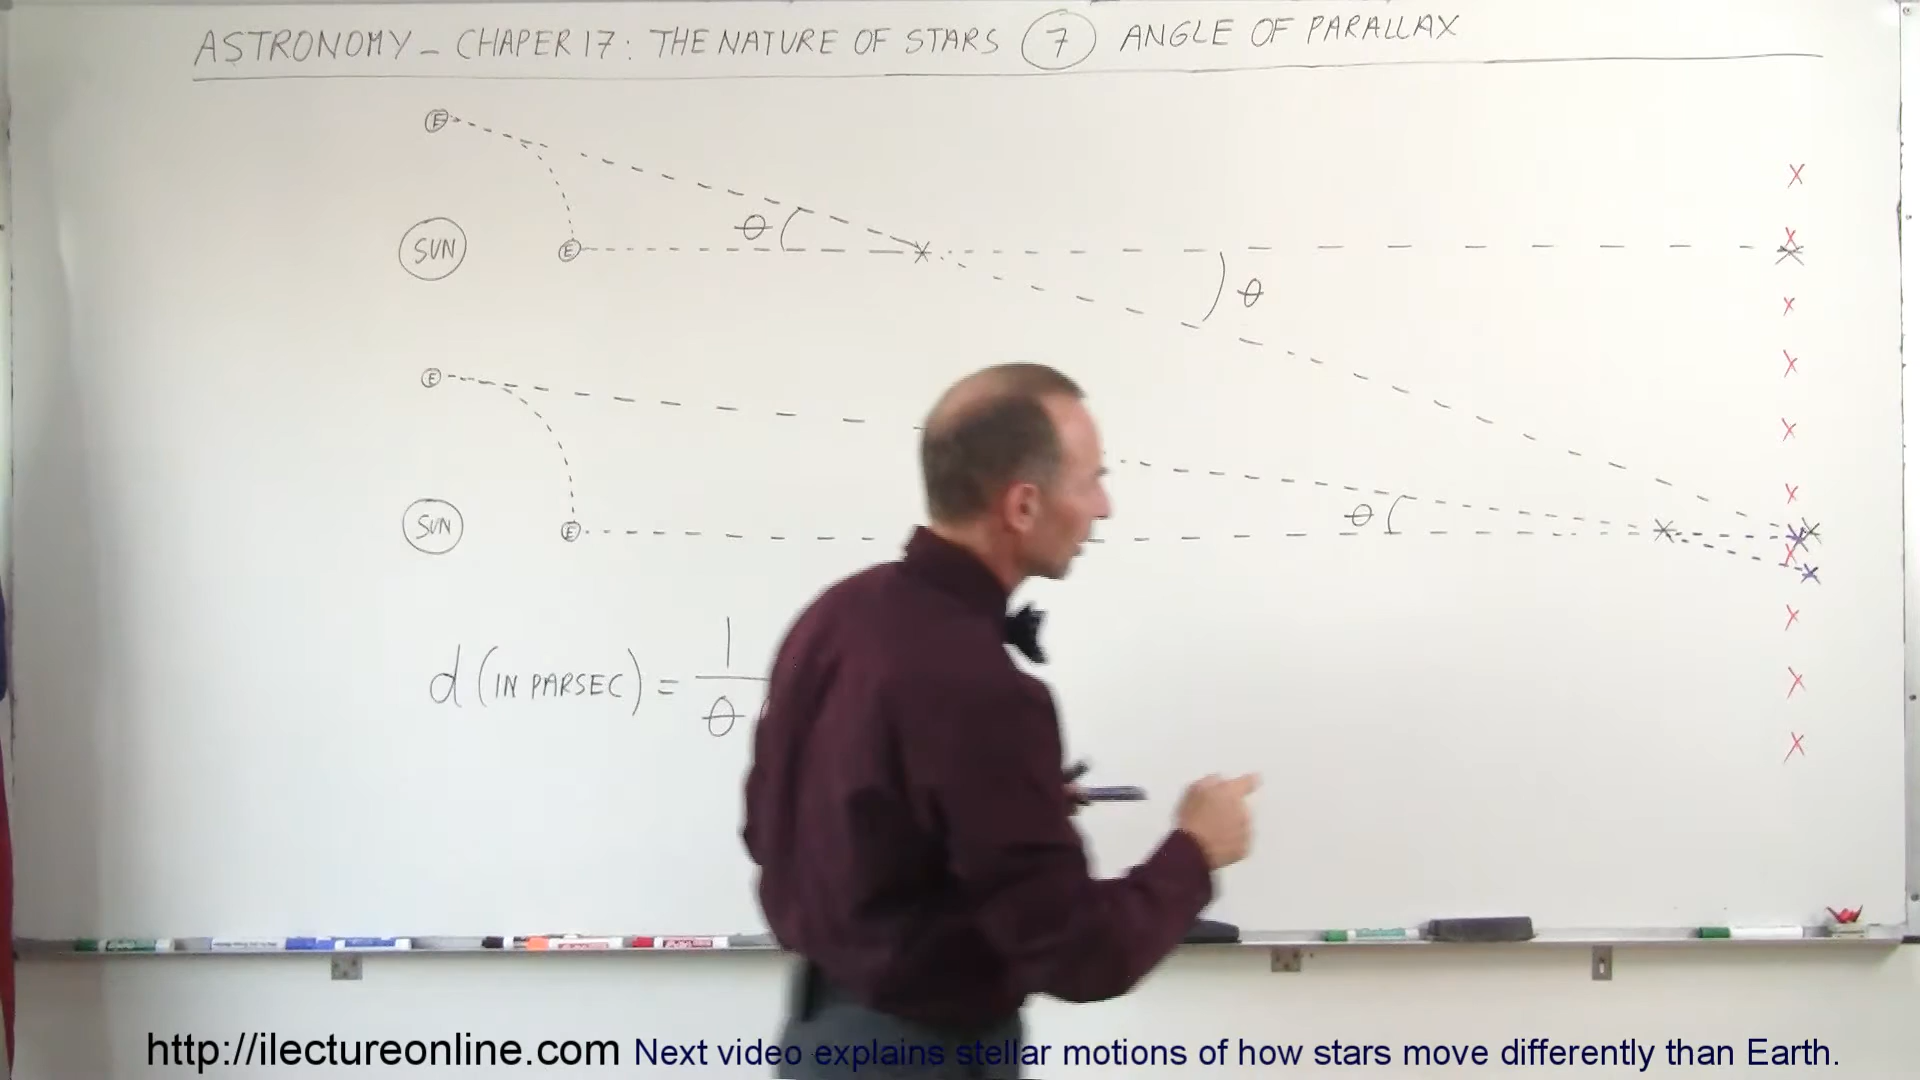 ASTRONOMY - CHAPER 17: THE NATURE OF STARS 7 ANGLE OF PARALLAX
E
SUN E θ
θ
E
SUN E θ
d (IN PARSEC) = 1
θ
http://ilectureonline.com Next video explains stellar motions of how stars move differently than Earth.